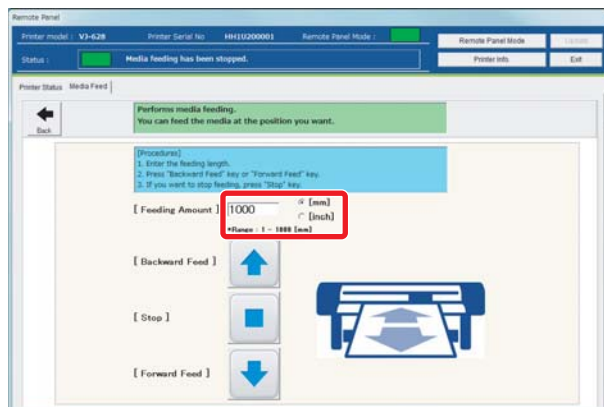 Remote Panel
Printer model : VJ-628 Printer Serial No HH1U200001 Remote Panel Mode : Remote Panel Mode Update
Status : Media feeding has been stopped. Printer Info. Exit
Printer Status Media Feed
Back
Performs media feeding.
You can feed the media at the position you want.
[Procedures]
1. Enter the feeding length.
2. Press "Backward Feed" key or "Forward Feed" key.
3. If you want to stop feeding, press "Stop" key.
[ Feeding Amount ] 1000 [mm]
[inch]
*Range : 1 - 1000 [mm]
[ Backward Feed ]
[ Stop ]
[ Forward Feed ]